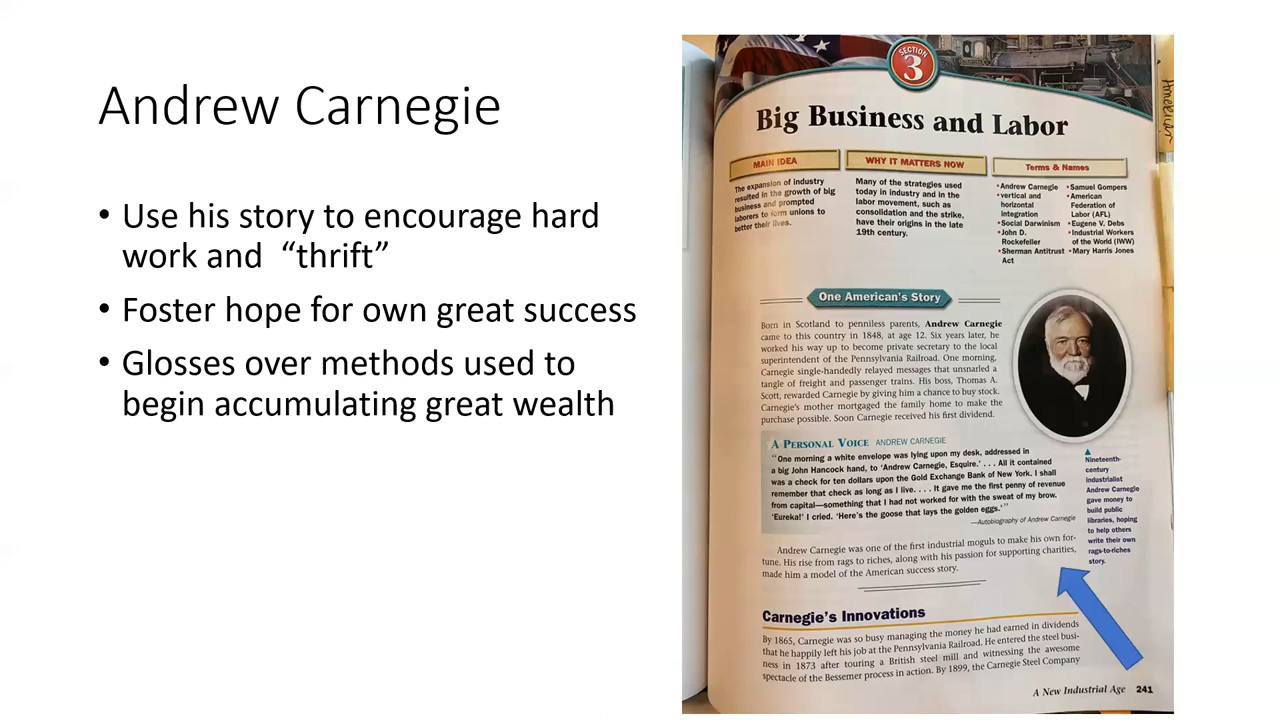 Andrew Carnegie
• Use his story to encourage hard
work and “thrift”
• Foster hope for own great success
• Glosses over methods used to
begin accumulating great wealth
SECTION
3
Big Business and Labor
MAIN IDEA
The expansion of industry
resulted in the growth of big
business and prompted
laborers to form unions to
better their lives.
WHY IT MATTERS NOW
Many of the strategies used
today in industry and in the
labor movement, such as
consolidation and the strike,
have their origins in the late
19th century.
Terms & Names
•Andrew Carnegie
•vertical and
horizontal
integration
•Social Darwinism
•John D.
Rockefeller
•Sherman Antitrust
Act
•Samuel Gompers
•American
Federation of
Labor (AFL)
•Eugene V. Debs
•Industrial Workers
of the World (IWW)
•Mary Harris Jones
One American's Story
Born in Scotland to penniless parents, Andrew Carnegie
came to this country in 1848, at age 12. Six years later, he
worked his way up to become private secretary to the local
superintendent of the Pennsylvania Railroad. One morning,
Carnegie single-handedly relayed messages that unsnarled a
tangle of freight and passenger trains. His boss, Thomas A.
Scott, rewarded Carnegie by giving him a chance to buy stock.
Carnegie's mother mortgaged the family home to make the
purchase possible. Soon Carnegie received his first dividend.
A PERSONAL VOICE ANDREW CARNEGIE
“One morning a white envelope was lying upon my desk, addressed in
a big John Hancock hand, to ‘Andrew Carnegie, Esquire.’ . . . All it contained
was a check for ten dollars upon the Gold Exchange Bank of New York. I shall
remember that check as long as I live. . . . It gave me the first penny of revenue
from capital—something that I had not worked for with the sweat of my brow.
‘Eureka!’ I cried. ‘Here's the goose that lays the golden eggs.’”
—Autobiography of Andrew Carnegie
Nineteenth-
century
industrialist
Andrew Carnegie
gave money to
build public
libraries, hoping
to help others
write their own
rags-to-riches
story.
Andrew Carnegie was one of the first industrial moguls to make his own for-
tune. His rise from rags to riches, along with his passion for supporting charities,
made him a model of the American success story.
Carnegie's Innovations
By 1865, Carnegie was so busy managing the money he had earned in dividends
that he happily left his job at the Pennsylvania Railroad. He entered the steel busi-
ness in 1873 after touring a British steel mill and witnessing the awesome
spectacle of the Bessemer process in action. By 1899, the Carnegie Steel Company
A New Industrial Age 241